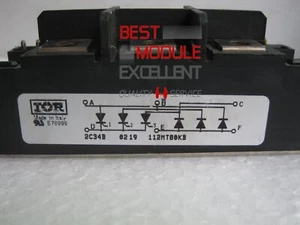 BEST
MODULE
EXCELLENT
QUALITY SERVICE
IOR
Made in Italy
E78996
A B C
D E F
2C34B 0219 112MT80KB